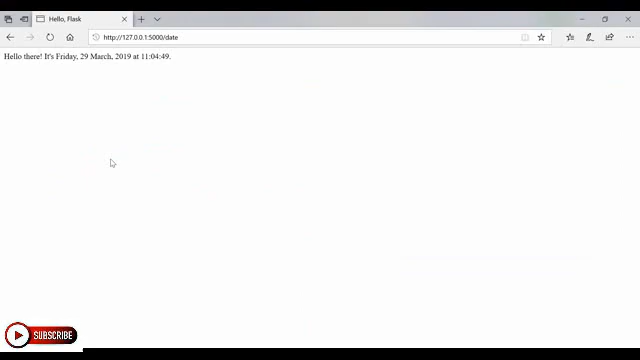 Hello, Flask
http://127.0.0.1:5000/date
Hello there! It's Friday, 29 March, 2019 at 11:04:49.
SUBSCRIBE